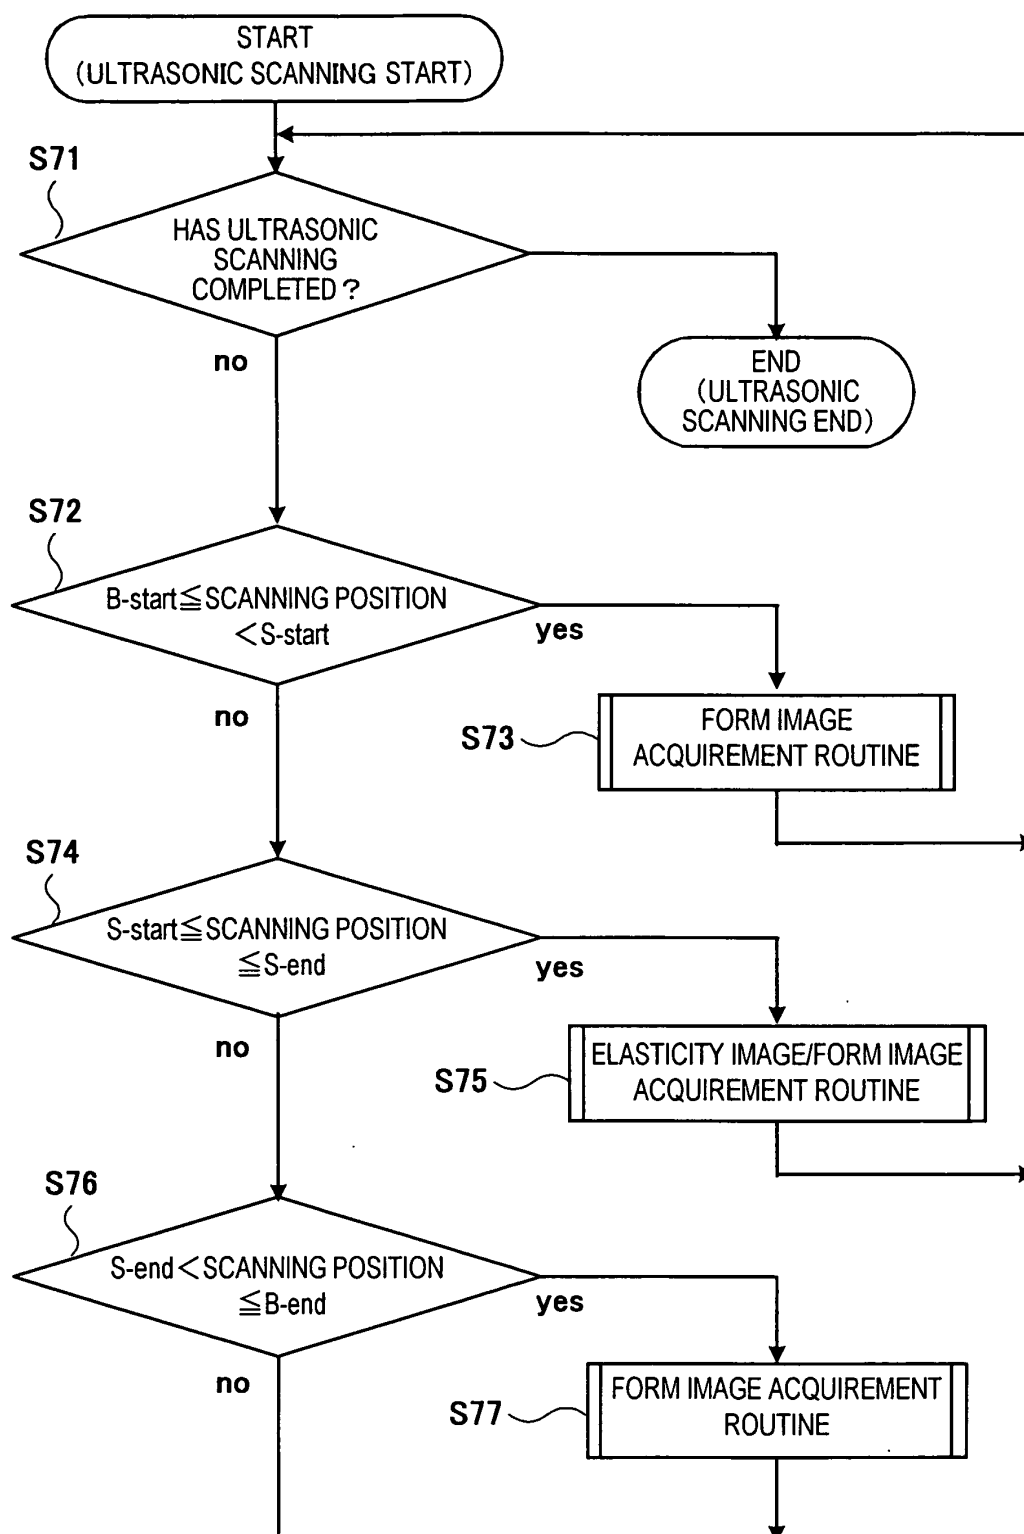 START
(ULTRASONIC SCANNING START)
S71
HAS ULTRASONIC
SCANNING
COMPLETED ?
no
END
(ULTRASONIC
SCANNING END)
S72
B-start≦SCANNING POSITION
<S-start
yes
no
S73
FORM IMAGE
ACQUIREMENT ROUTINE
S74
S-start≦SCANNING POSITION
≦S-end
yes
no
S75
ELASTICITY IMAGE/FORM IMAGE
ACQUIREMENT ROUTINE
S76
S-end<SCANNING POSITION
≦B-end
yes
no
S77
FORM IMAGE ACQUIREMENT
ROUTINE